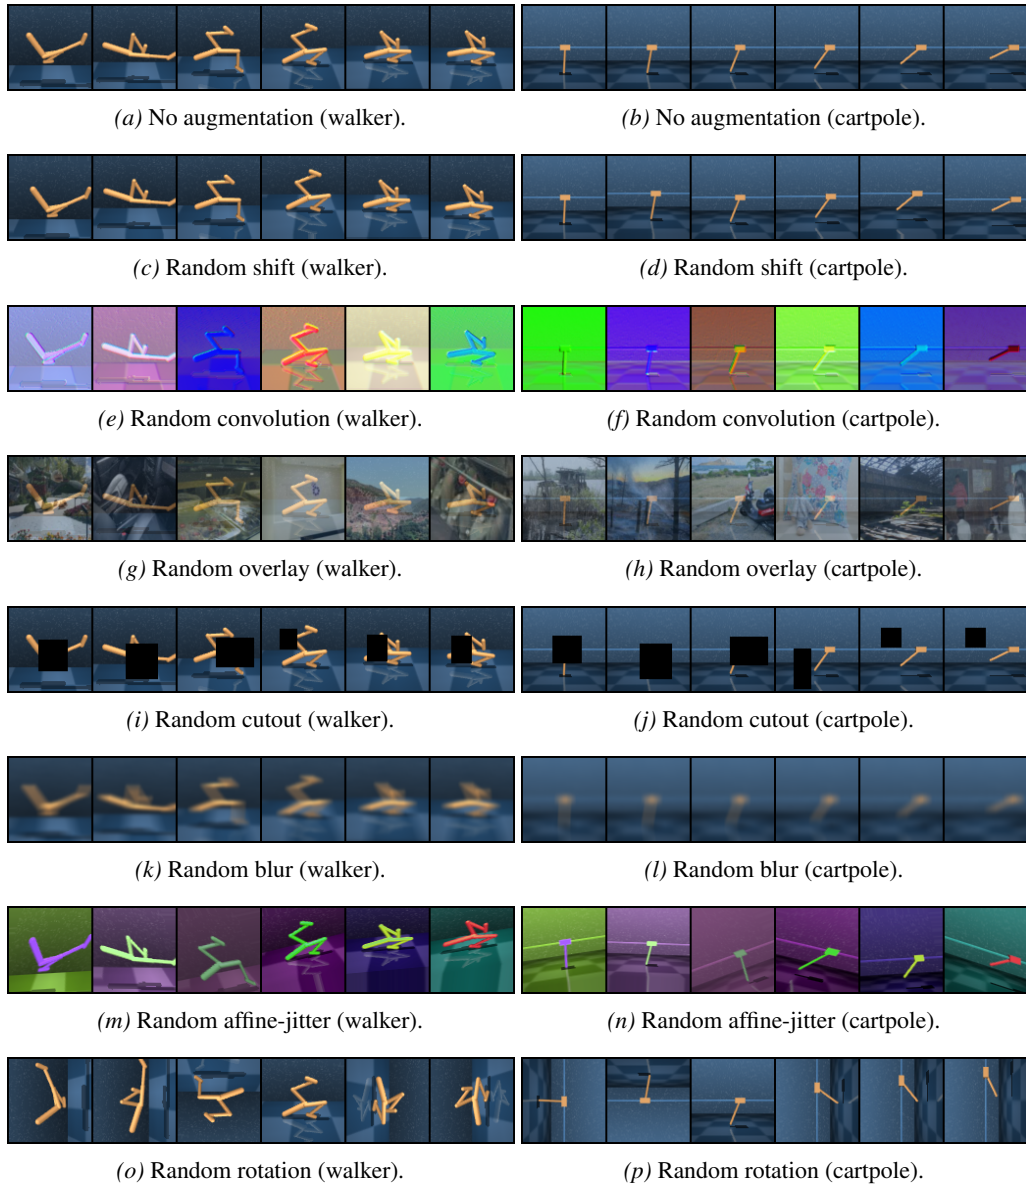 (a) No augmentation (walker).
(b) No augmentation (cartpole).
(c) Random shift (walker).
(d) Random shift (cartpole).
(e) Random convolution (walker).
(f) Random convolution (cartpole).
(g) Random overlay (walker).
(h) Random overlay (cartpole).
(i) Random cutout (walker).
(j) Random cutout (cartpole).
(k) Random blur (walker).
(l) Random blur (cartpole).
(m) Random affine-jitter (walker).
(n) Random affine-jitter (cartpole).
(o) Random rotation (walker).
(p) Random rotation (cartpole).